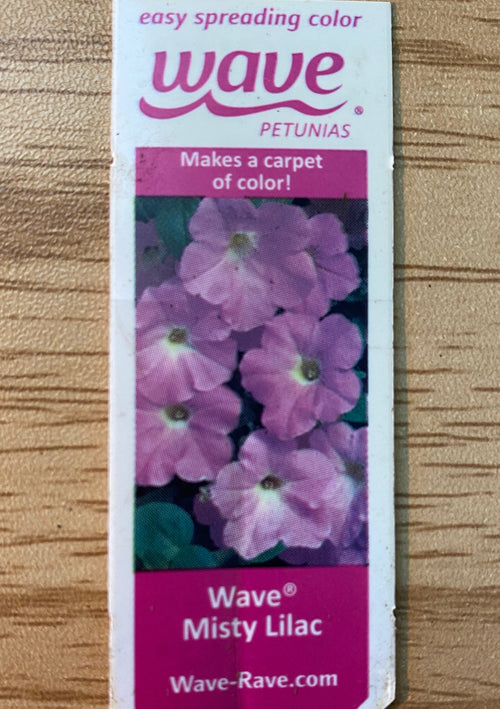 easy spreading color
wave®
PETUNIAS
Makes a carpet
of color!
Wave®
Misty Lilac
Wave-Rave.com